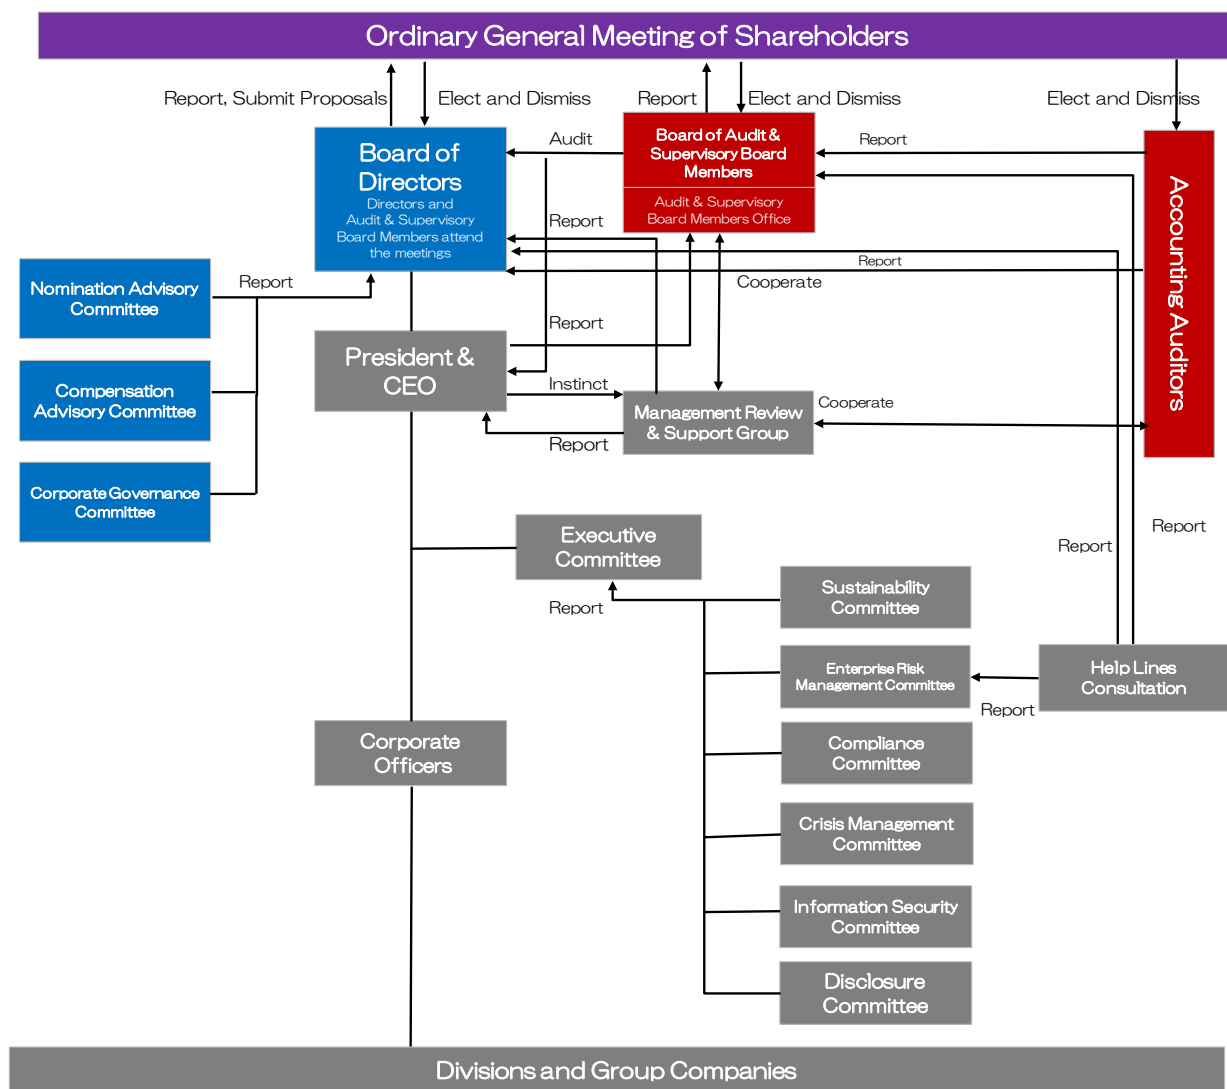 Ordinary General Meeting of Shareholders
Report, Submit Proposals
Elect and Dismiss
Report
Elect and Dismiss
Elect and Dismiss
Board of
Directors
Directors and
Audit & Supervisory
Board Members attend
the meetings
Audit
Board of Audit &
Supervisory Board
Members
Audit & Supervisory
Board Members Office
Report
Accounting Auditors
Report
Report
Cooperate
Nomination Advisory
Committee
Report
Compensation
Advisory Committee
Corporate Governance
Committee
President &
CEO
Report
Instinct
Report
Management Review
& Support Group
Cooperate
Executive
Committee
Report
Report
Report
Sustainability
Committee
Enterprise Risk
Management Committee
Help Lines
Consultation
Report
Corporate
Officers
Compliance
Committee
Crisis Management
Committee
Information Security
Committee
Disclosure
Committee
Divisions and Group Companies